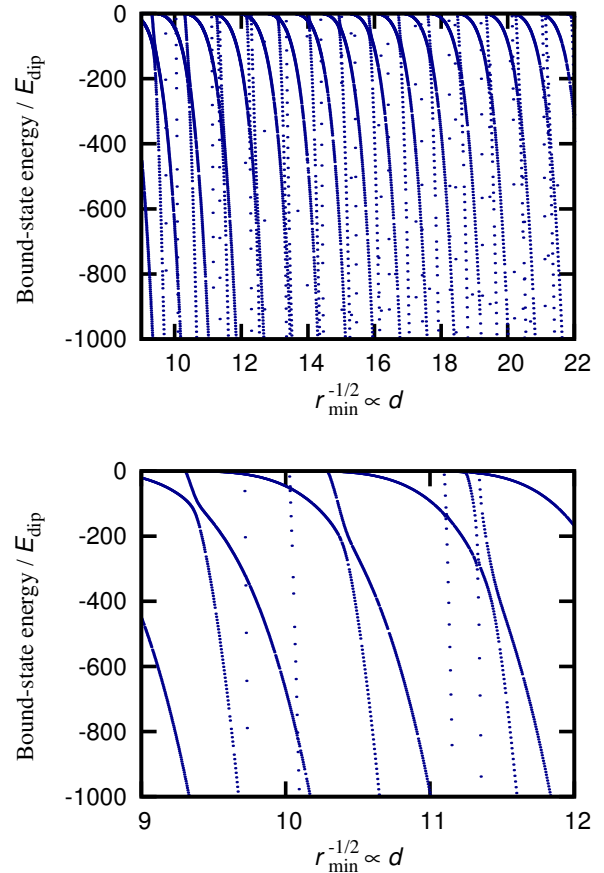 Bound-state energy / E_dip
0
-200
-400
-600
-800
-1000
10 12 14 16 18 20 22
r_min^-1/2 ∝ d
Bound-state energy / E_dip
0
-200
-400
-600
-800
-1000
9 10 11 12
r_min^-1/2 ∝ d